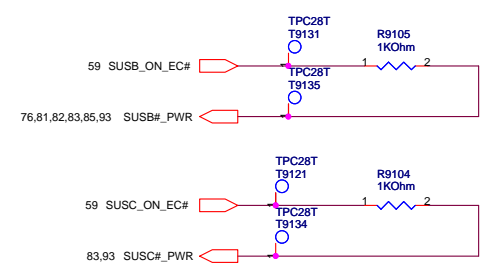 TPC28T
T9131
R9105
1KOhm
59 SUSB_ON_EC#
1 2
TPC28T
T9135
76,81,82,83,85,93 SUSB#_PWR
TPC28T
T9121
R9104
1KOhm
59 SUSC_ON_EC#
1 2
TPC28T
T9134
83,93 SUSC#_PWR